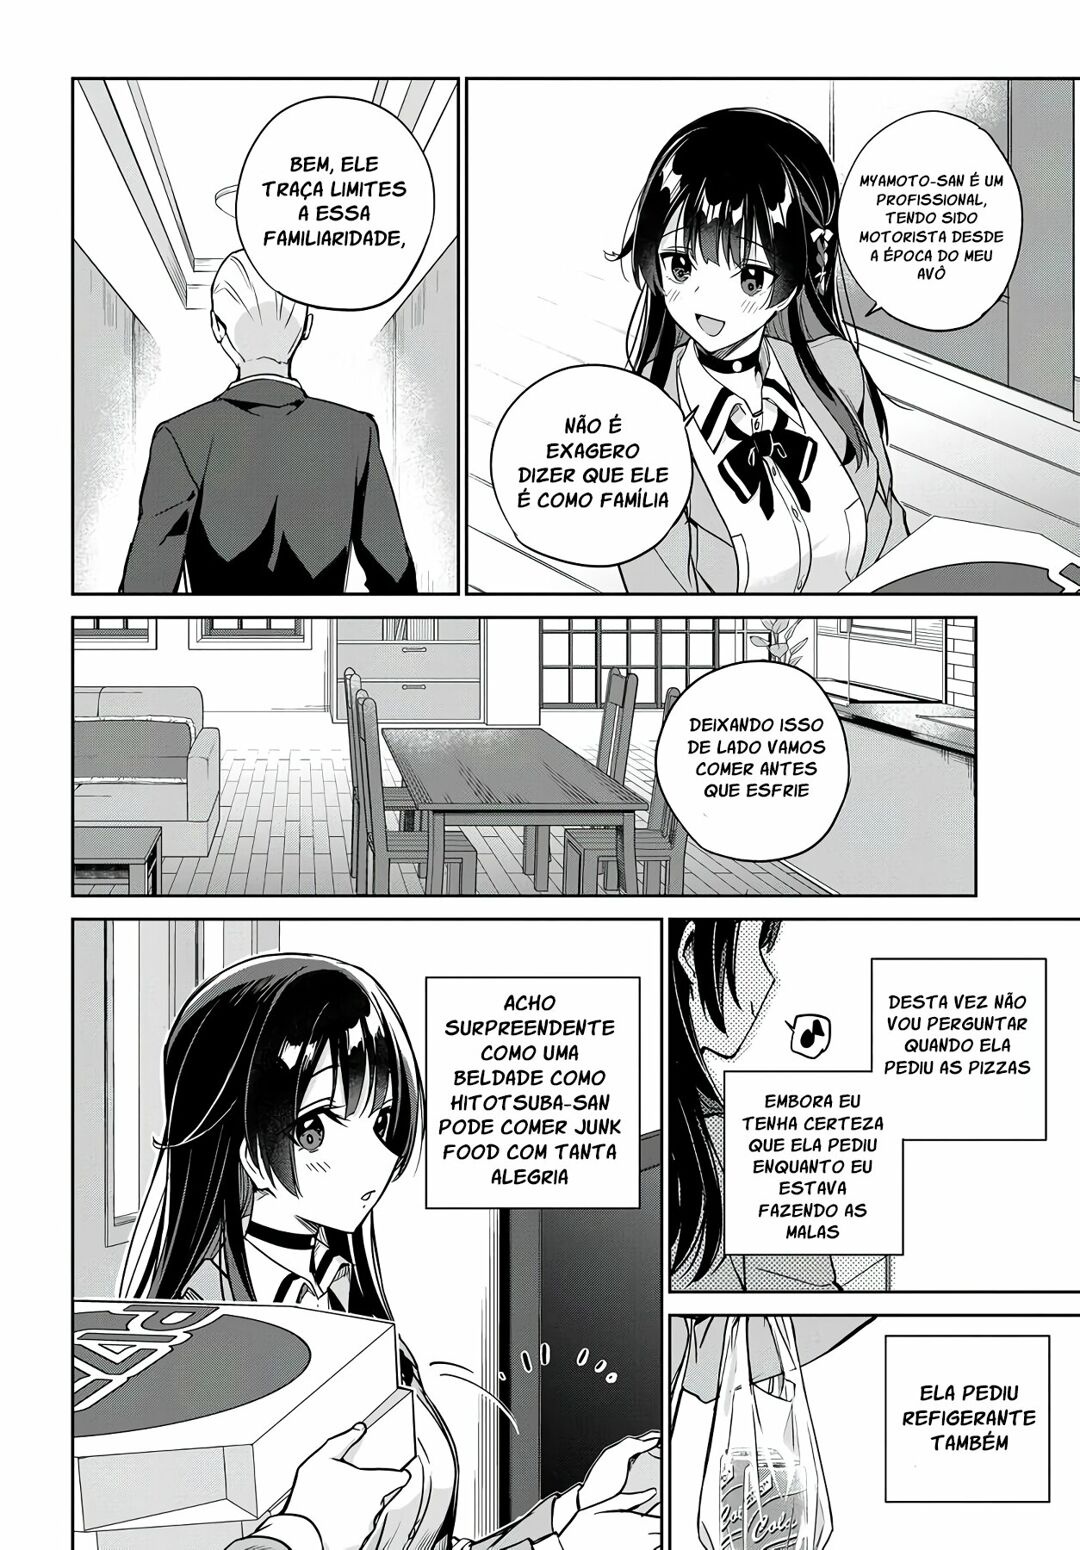 MYAMOTO-SAN É UM
PROFISSIONAL,
TENDO SIDO
MOTORISTA DESDE
A ÉPOCA DO MEU
AVÔ
NÃO É
EXAGERO
DIZER QUE ELE
É COMO FAMÍLIA
BEM, ELE
TRAÇA LIMITES
A ESSA
FAMILIARIDADE,
DEIXANDO ISSO
DE LADO VAMOS
COMER ANTES
QUE ESFRIE
DESTA VEZ NÃO
VOU PERGUNTAR
QUANDO ELA
PEDIU AS PIZZAS
EMBORA EU
TENHA CERTEZA
QUE ELA PEDIU
ENQUANTO EU
ESTAVA
FAZENDO AS
MALAS
ELA PEDIU
REFIGERANTE
TAMBÉM
Cola
ACHO
SURPREENDENTE
COMO UMA
BELDADE COMO
HITOTSUBA-SAN
PODE COMER JUNK
FOOD COM TANTA
ALEGRIA